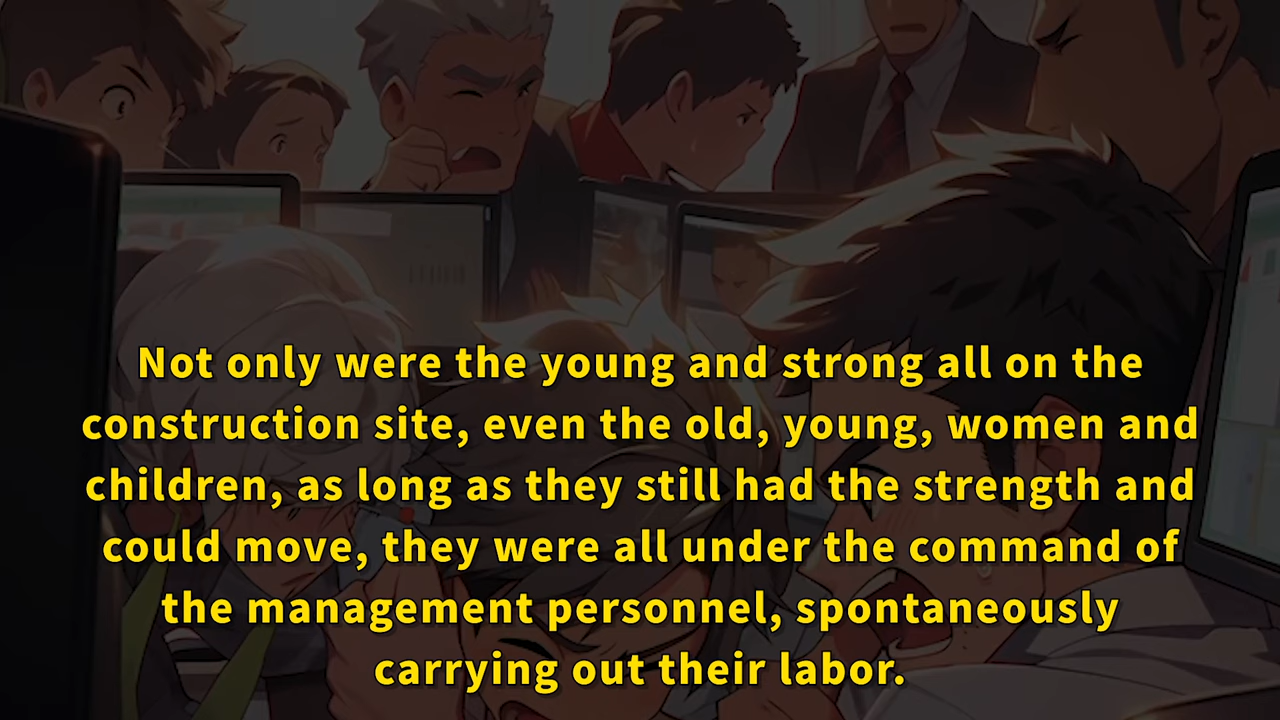 Not only were the young and strong all on the
construction site, even the old, young, women and
children, as long as they still had the strength and
could move, they were all under the command of
the management personnel, spontaneously
carrying out their labor.